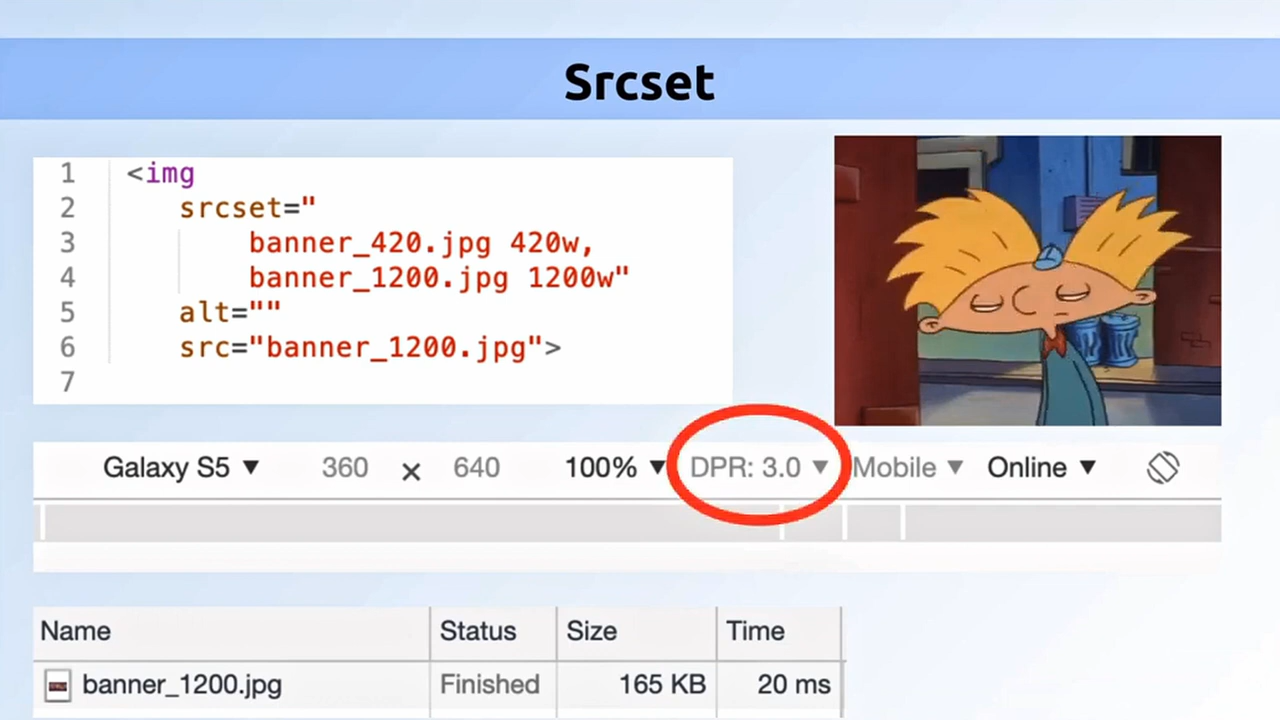 Srcset
1 <img
2 srcset="
3 banner_420.jpg 420w,
4 banner_1200.jpg 1200w"
5 alt=""
6 src="banner_1200.jpg">
7
Galaxy S5 ▼ 360 × 640 100% ▼ DPR: 3.0 ▼ Mobile ▼ Online ▼
Name Status Size Time
banner_1200.jpg Finished 165 KB 20 ms